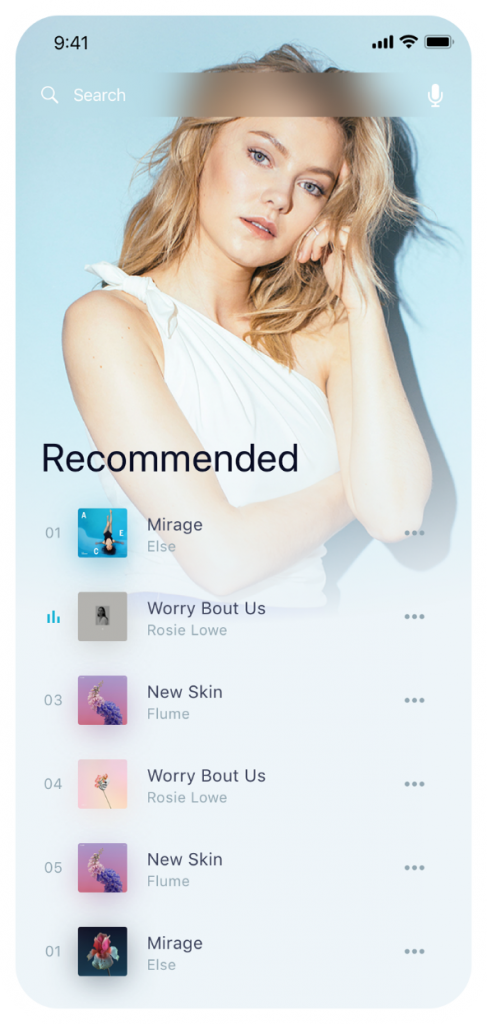 9:41
Search
Recommended
01
A
E
C
Mirage
Else
Worry Bout Us
Rosie Lowe
03
New Skin
Flume
04
Worry Bout Us
Rosie Lowe
05
New Skin
Flume
01
Mirage
Else